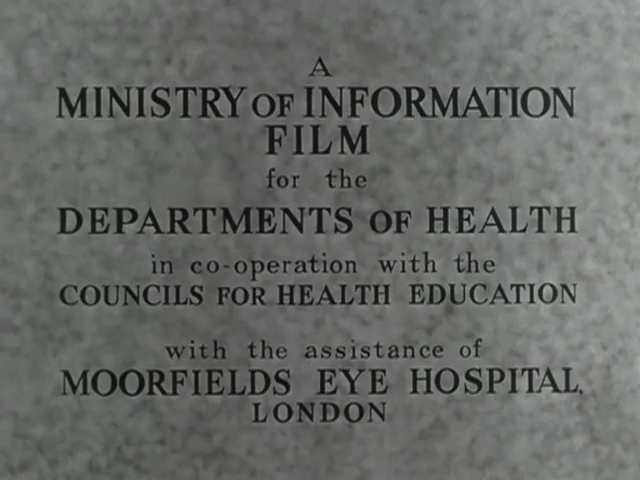 A
MINISTRY OF INFORMATION
FILM
for the
DEPARTMENTS OF HEALTH
in co-operation with the
COUNCILS FOR HEALTH EDUCATION
with the assistance of
MOORFIELDS EYE HOSPITAL,
LONDON